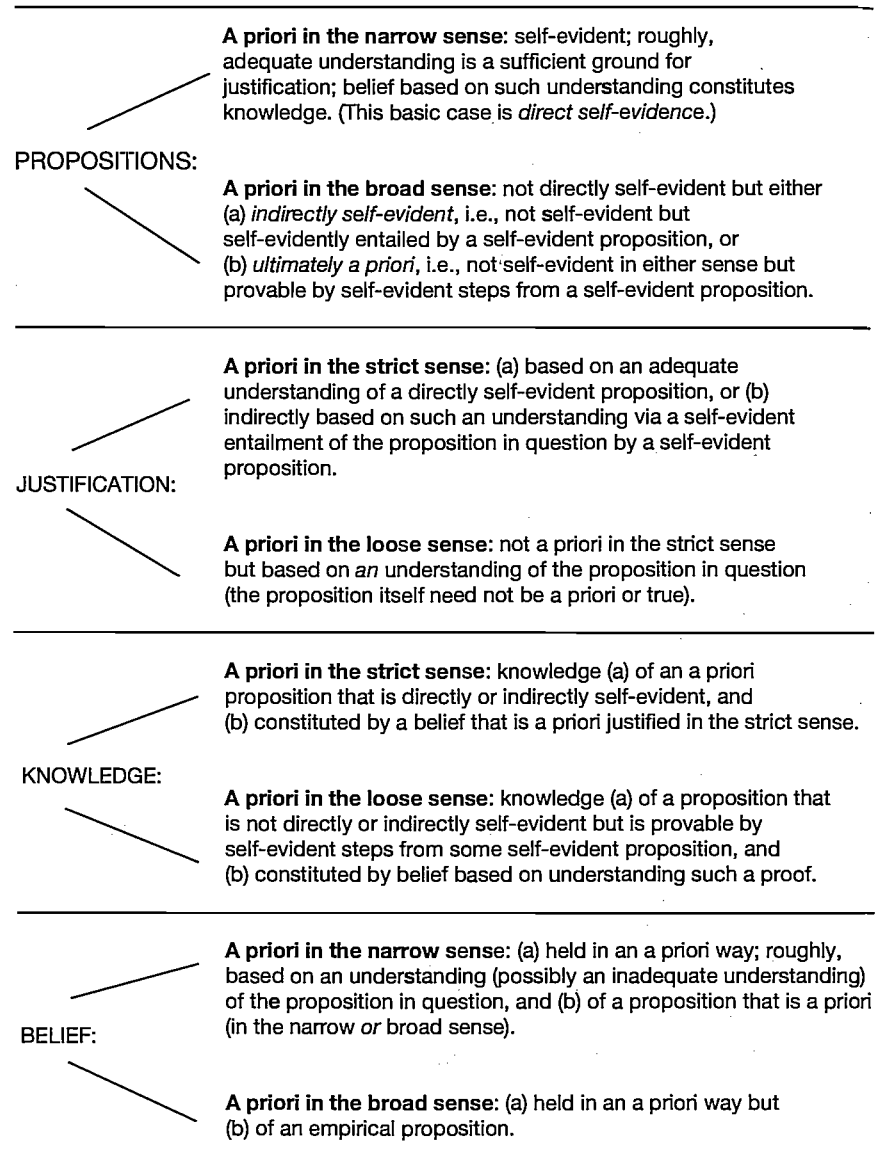 A priori in the narrow sense: self-evident; roughly,
adequate understanding is a sufficient ground for
justification; belief based on such understanding constitutes
knowledge. (This basic case is direct self-evidence.)
PROPOSITIONS:
A priori in the broad sense: not directly self-evident but either
(a) indirectly self-evident, i.e., not self-evident but
self-evidently entailed by a self-evident proposition, or
(b) ultimately a priori, i.e., not self-evident in either sense but
provable by self-evident steps from a self-evident proposition.
A priori in the strict sense: (a) based on an adequate
understanding of a directly self-evident proposition, or (b)
indirectly based on such an understanding via a self-evident
entailment of the proposition in question by a self-evident
proposition.
JUSTIFICATION:
A priori in the loose sense: not a priori in the strict sense
but based on an understanding of the proposition in question
(the proposition itself need not be a priori or true).
A priori in the strict sense: knowledge (a) of an a priori
proposition that is directly or indirectly self-evident, and
(b) constituted by a belief that is a priori justified in the strict sense.
KNOWLEDGE:
A priori in the loose sense: knowledge (a) of a proposition that
is not directly or indirectly self-evident but is provable by
self-evident steps from some self-evident proposition, and
(b) constituted by belief based on understanding such a proof.
A priori in the narrow sense: (a) held in an a priori way; roughly,
based on an understanding (possibly an inadequate understanding)
of the proposition in question, and (b) of a proposition that is a priori
(in the narrow or broad sense).
BELIEF:
A priori in the broad sense: (a) held in an a priori way but
(b) of an empirical proposition.